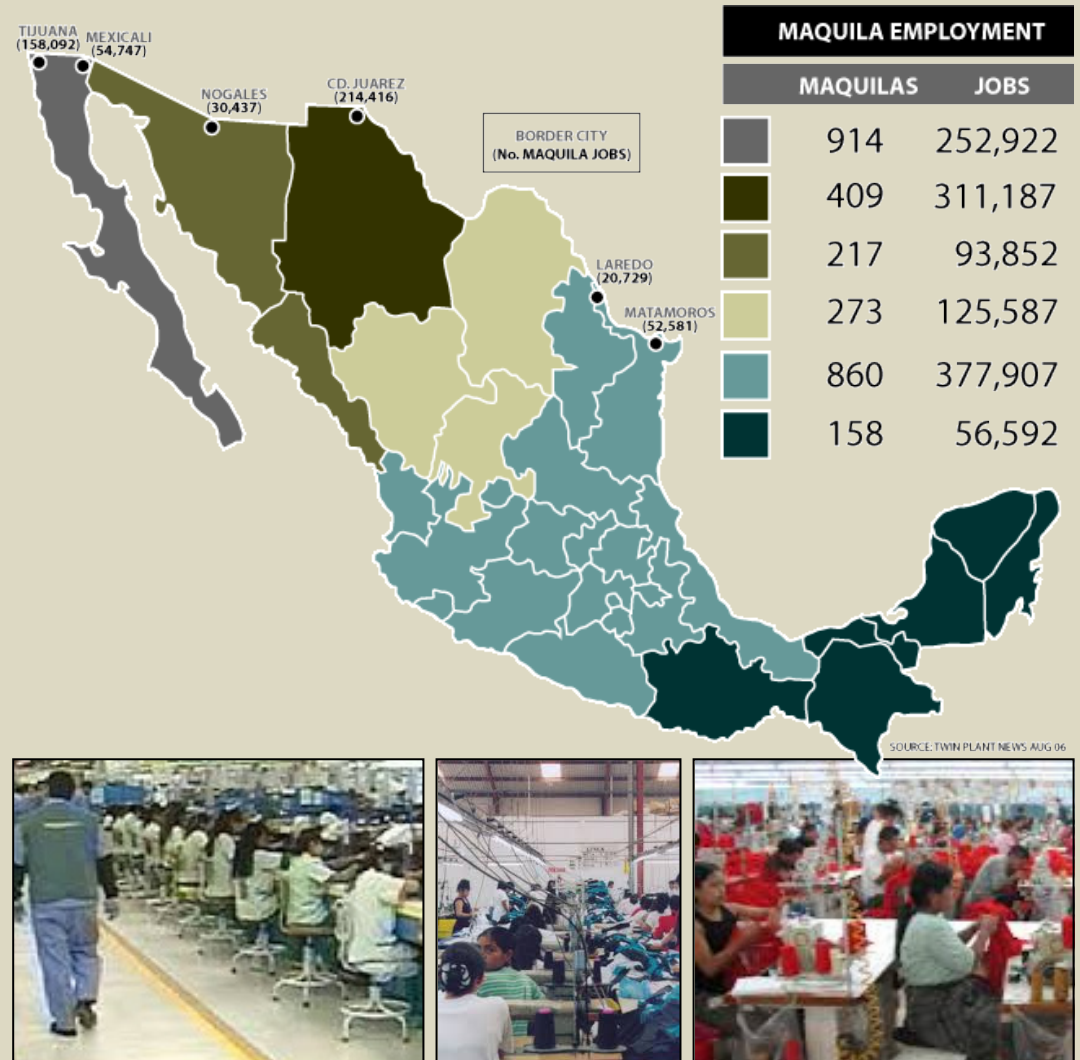 TIJUANA
(158,092)
MEXICALI
(54,747)
NOGALES
(30,437)
CD. JUAREZ
(214,416)
BORDER CITY
(No. MAQUILA JOBS)
LAREDO
(20,729)
MATAMOROS
(52,581)
MAQUILA EMPLOYMENT
MAQUILAS JOBS
914 252,922
409 311,187
217 93,852
273 125,587
860 377,907
158 56,592
SOURCE: TWIN PLANT NEWS AUG 06